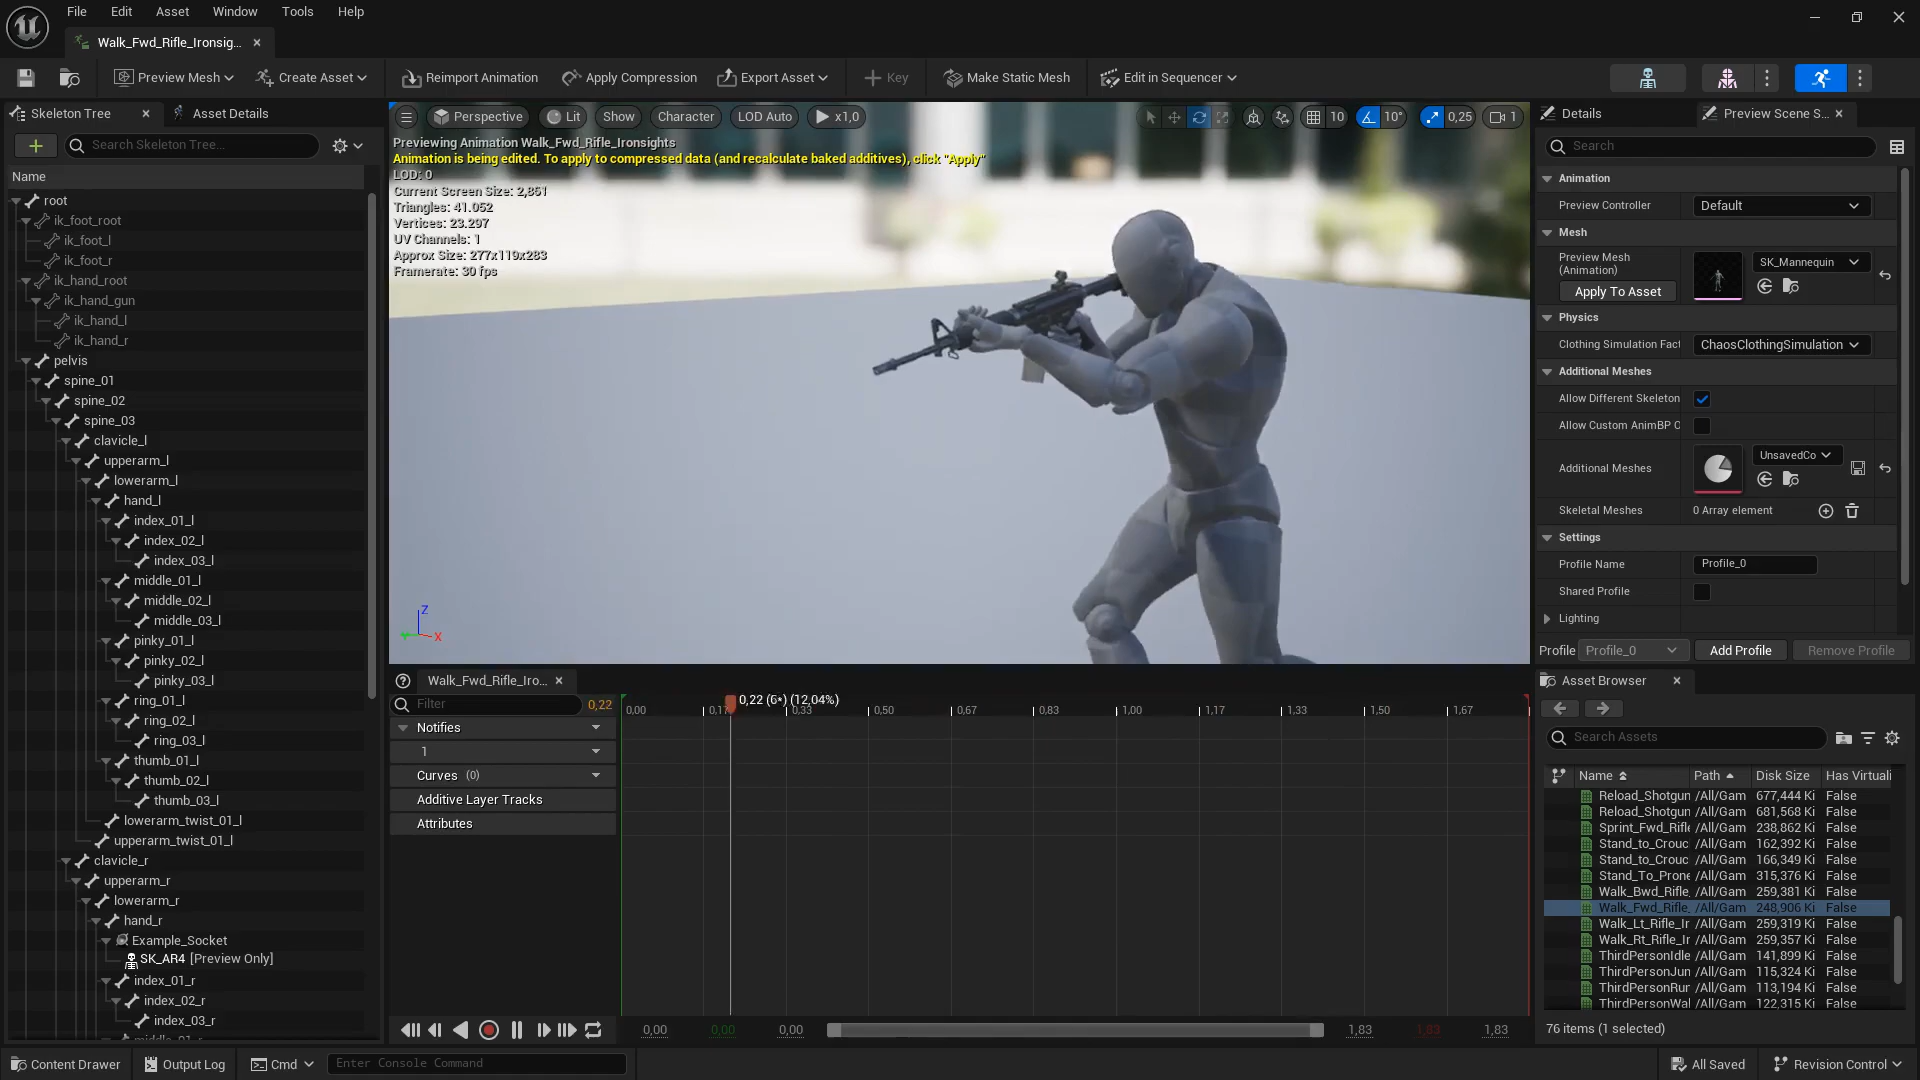 File Edit Asset Window Tools Help
Walk_Fwd_Rifle_Ironsig...
Preview Mesh Create Asset Reimport Animation Apply Compression Export Asset Key Make Static Mesh Edit in Sequencer
Skeleton Tree Asset Details
Search Skeleton Tree...
Name
root
ik_foot_root
ik_foot_l
ik_foot_r
ik_hand_root
ik_hand_gun
ik_hand_l
ik_hand_r
pelvis
spine_01
spine_02
spine_03
clavicle_l
upperarm_l
lowerarm_l
hand_l
index_01_l
index_02_l
index_03_l
middle_01_l
middle_02_l
middle_03_l
pinky_01_l
pinky_02_l
pinky_03_l
ring_01_l
ring_02_l
ring_03_l
thumb_01_l
thumb_02_l
thumb_03_l
lowerarm_twist_01_l
upperarm_twist_01_l
clavicle_r
upperarm_r
lowerarm_r
hand_r
Example_Socket
SK_AR4 [Preview Only]
index_01_r
index_02_r
index_03_r
Perspective Lit Show Character LOD Auto x1,0 10 10° 0,25 1
Previewing Animation Walk_Fwd_Rifle_Ironsights
Animation is being edited. To apply to compressed data (and recalculate baked additives), click "Apply"
LOD: 0
Current Screen Size: 2,861
Triangles: 41.052
Vertices: 23.297
UV Channels: 1
Approx Size: 277x119x283
Framerate: 30 fps
Z
X
Walk_Fwd_Rifle_Iro...
Filter 0,22
0,22 (6*) (12,04%)
0,00 0,17 0,33 0,50 0,67 0,83 1,00 1,17 1,33 1,50 1,67
Notifies
1
Curves (0)
Additive Layer Tracks
Attributes
0,00 0,00 0,00 1,83 1,83 1,83
Details Preview Scene S...
Search
Animation
Preview Controller Default
Mesh
Preview Mesh
(Animation)
SK_Mannequin
Apply To Asset
Physics
Clothing Simulation Fact ChaosClothingSimulation
Additional Meshes
Allow Different Skeleton
Allow Custom AnimBP O
Additional Meshes UnsavedCo
Skeletal Meshes 0 Array element
Settings
Profile Name Profile_0
Shared Profile
Lighting
Profile Profile_0 Add Profile Remove Profile
Asset Browser
Search Assets
Name Path Disk Size Has Virtuali
Reload_Shotgun /All/Gam 677,444 Ki False
Reload_Shotgun /All/Gam 681,568 Ki False
Sprint_Fwd_Rifle /All/Gam 238,862 Ki False
Stand_to_Crouc /All/Gam 162,392 Ki False
Stand_to_Crouc /All/Gam 166,349 Ki False
Stand_To_Prone /All/Gam 315,376 Ki False
Walk_Bwd_Rifle_ /All/Gam 259,381 Ki False
Walk_Fwd_Rifle_ /All/Gam 248,906 Ki False
Walk_Lt_Rifle_Ir /All/Gam 259,319 Ki False
Walk_Rt_Rifle_Ir /All/Gam 259,357 Ki False
ThirdPersonIdle /All/Gam 141,899 Ki False
ThirdPersonJun /All/Gam 115,324 Ki False
ThirdPersonRur /All/Gam 113,194 Ki False
ThirdPersonWal /All/Gam 122,315 Ki False
76 items (1 selected)
Content Drawer Output Log Cmd Enter Console Command All Saved Revision Control